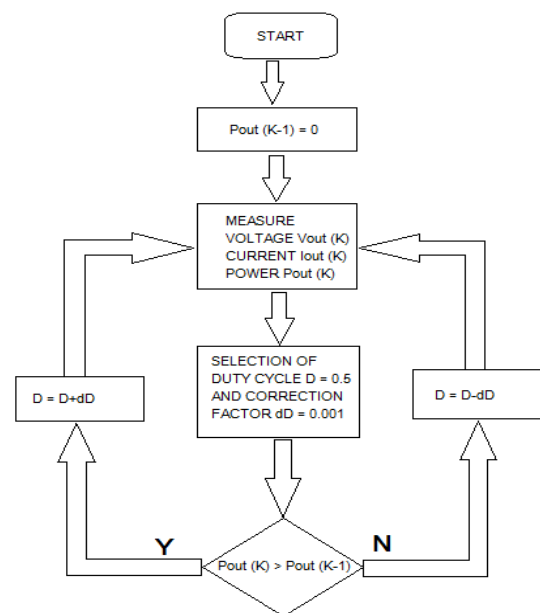 START
Pout (K-1) = 0
MEASURE
VOLTAGE Vout (K)
CURRENT Iout (K)
POWER Pout (K)
SELECTION OF
DUTY CYCLE D = 0.5
AND CORRECTION
FACTOR dD = 0.001
D = D+dD
D = D-dD
Y
N
Pout (K) > Pout (K-1)